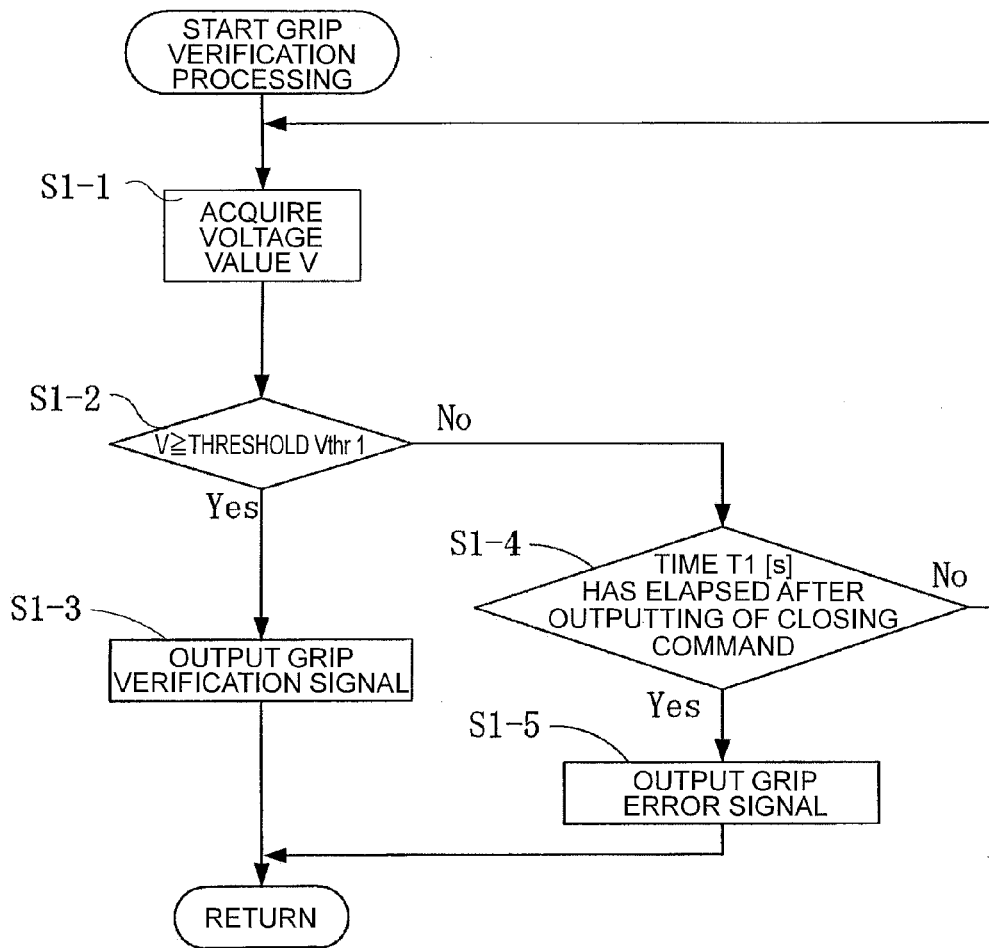 START GRIP
VERIFICATION
PROCESSING
S1-1
ACQUIRE
VOLTAGE
VALUE V
S1-2
V≧THRESHOLD Vthr 1
No
Yes
S1-4
TIME T1 [s]
HAS ELAPSED AFTER
OUTPUTTING OF CLOSING
COMMAND
No
Yes
S1-3
OUTPUT GRIP
VERIFICATION SIGNAL
S1-5
OUTPUT GRIP
ERROR SIGNAL
RETURN